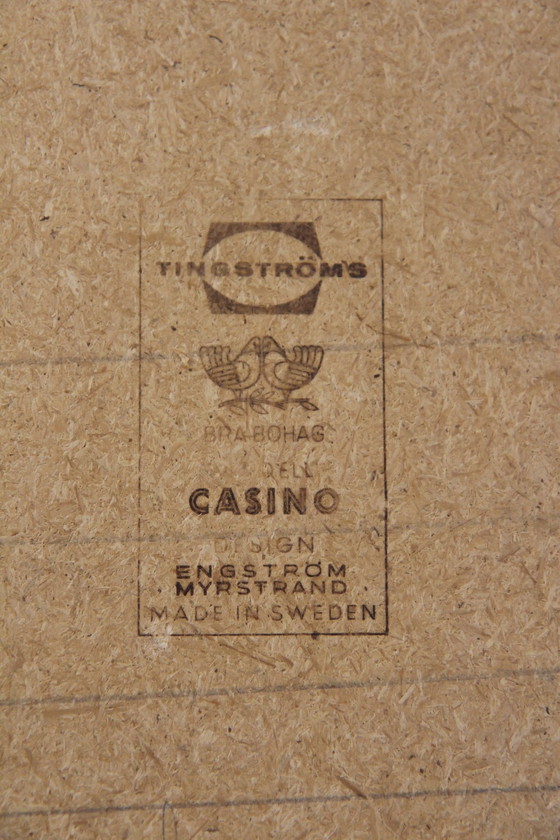 TINGSTRÖM'S
BRA BOHAG
CASINO
DESIGN
ENGSTRÖM
MYRSTRAND
MADE IN SWEDEN